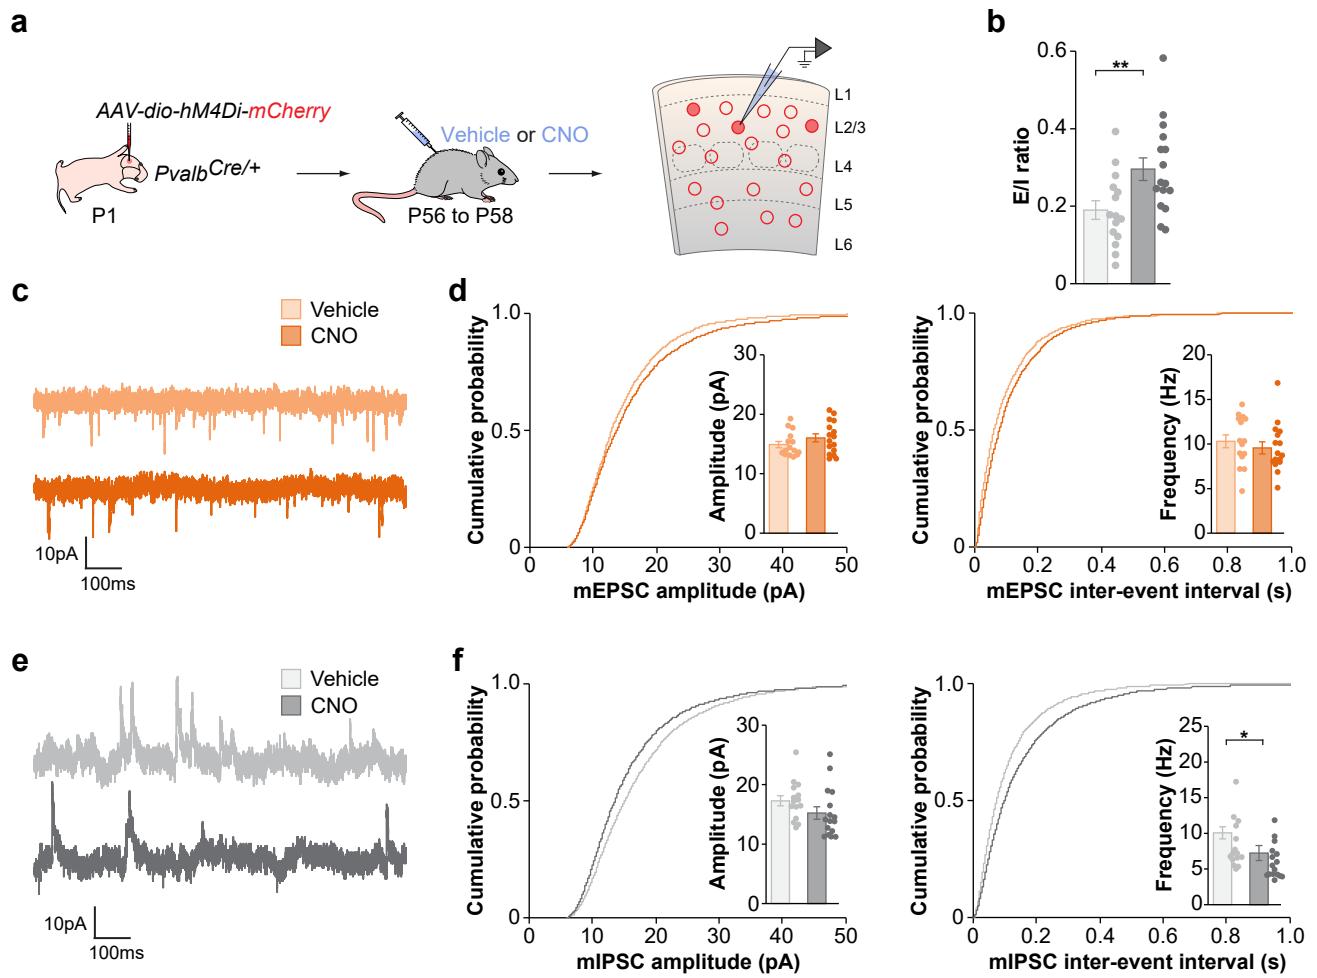 a
AAV-dio-hM4Di-mCherry
Pvalb^Cre/+
P1
Vehicle or CNO
P56 to P58
L1
L2/3
L4
L5
L6
b
E/I ratio
0.6
0.4
0.2
0
**
c
Vehicle
CNO
10pA
100ms
d
Cumulative probability
1.0
0.5
0
10
20
30
40
50
mEPSC amplitude (pA)
Amplitude (pA)
30
20
10
0
Cumulative probability
1.0
0.5
0
0
0.2
0.4
0.6
0.8
1.0
mEPSC inter-event interval (s)
Frequency (Hz)
20
15
10
5
0
e
Vehicle
CNO
10pA
100ms
f
Cumulative probability
1.0
0.5
0
10
20
30
40
50
mIPSC amplitude (pA)
Amplitude (pA)
30
20
10
0
Cumulative probability
1.0
0.5
0
0
0.2
0.4
0.6
0.8
1.0
mIPSC inter-event interval (s)
Frequency (Hz)
25
20
15
10
5
0
*